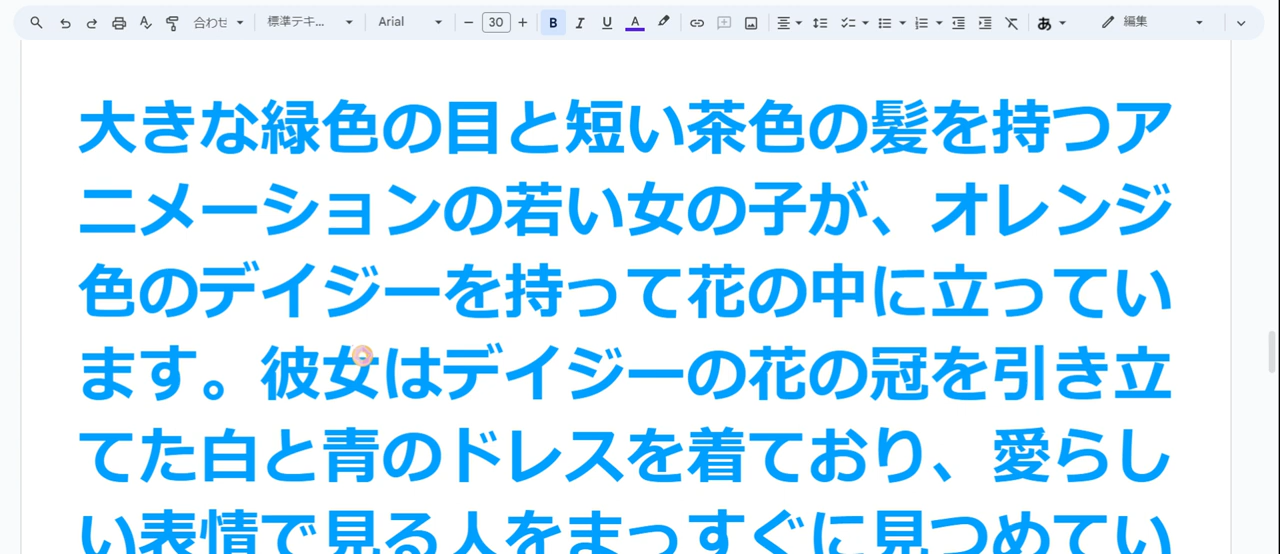 合わせ 標準テキ... Arial 30 B I U A あ 編集
大きな緑色の目と短い茶色の髪を持つア
ニメーションの若い女の子が、オレンジ
色のデイジーを持って花の中に立ってい
ます。彼女はデイジーの花の冠を引き立
てた白と青のドレスを着ており、愛らし
い表情で見る人をまっすぐに見つめてい